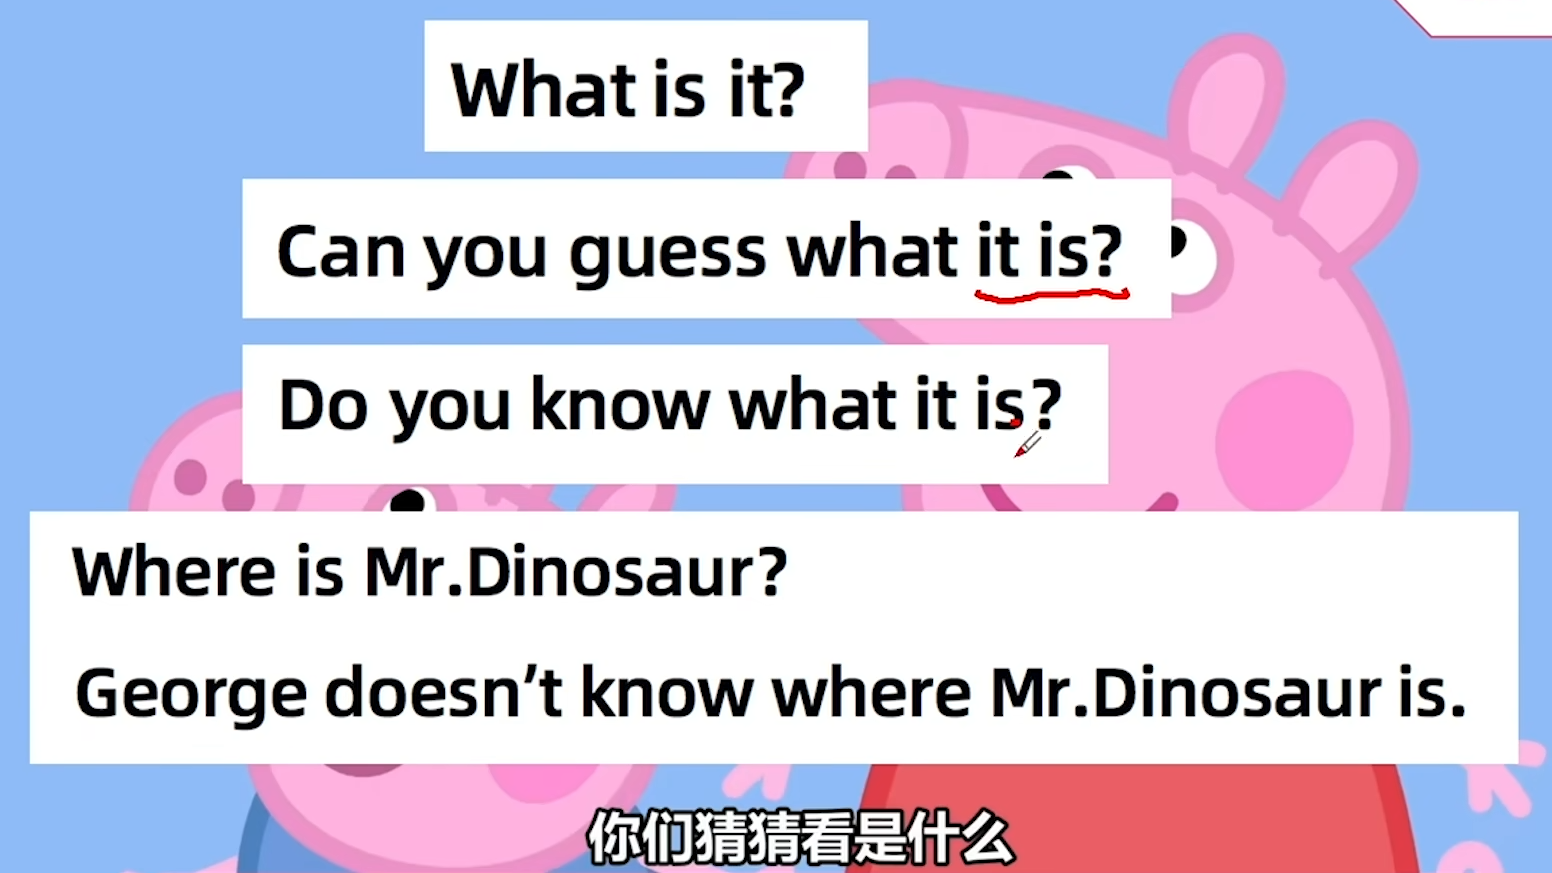 What is it?
Can you guess what it is?
Do you know what it is?
Where is Mr.Dinosaur?
George doesn’t know where Mr.Dinosaur is.
你们猜猜看是什么